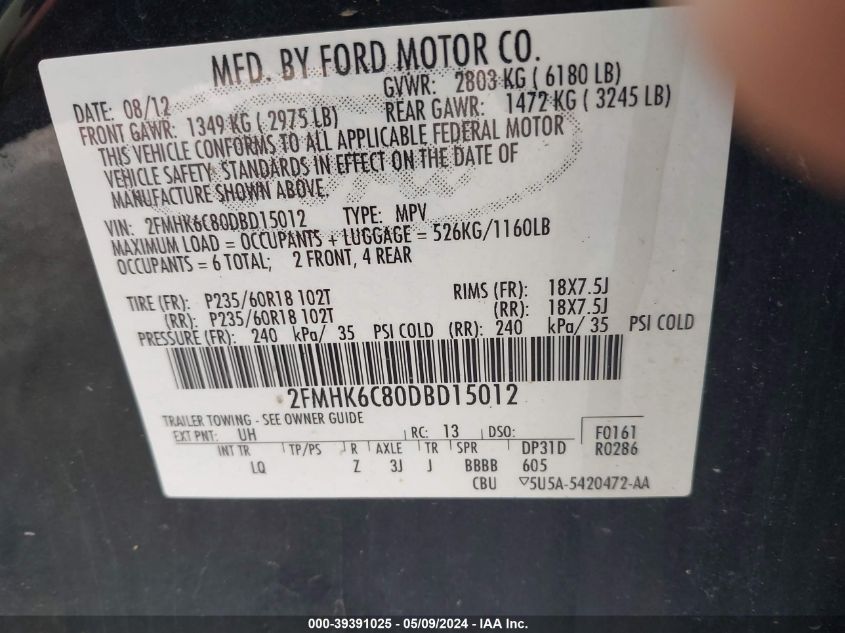 MFD. BY FORD MOTOR CO.
DATE: 08/12 GVWR: 2803 KG ( 6180 LB)
FRONT GAWR: 1349 KG ( 2975 LB) REAR GAWR: 1472 KG ( 3245 LB)
THIS VEHICLE CONFORMS TO ALL APPLICABLE FEDERAL MOTOR
VEHICLE SAFETY STANDARDS IN EFFECT ON THE DATE OF
MANUFACTURE SHOWN ABOVE.
VIN: 2FMHK6C80DBD15012 TYPE: MPV
MAXIMUM LOAD = OCCUPANTS + LUGGAGE = 526KG/1160LB
OCCUPANTS = 6 TOTAL; 2 FRONT, 4 REAR
TIRE (FR): P235/60R18 102T RIMS (FR): 18X7.5J
(RR): P235/60R18 102T (RR): 18X7.5J
PRESSURE (FR): 240 kPa/ 35 PSI COLD (RR): 240 kPa/ 35 PSI COLD
2FMHK6C80DBD15012
TRAILER TOWING - SEE OWNER GUIDE
EXT PNT: UH RC: 13 DSO: F0161
INT TR TP/PS R AXLE TR SPR DP31D R0286
LQ Z 3J J BBBB 605
CBU 5U5A-5420472-AA
000-39391025 - 05/09/2024 - IAAI Inc.